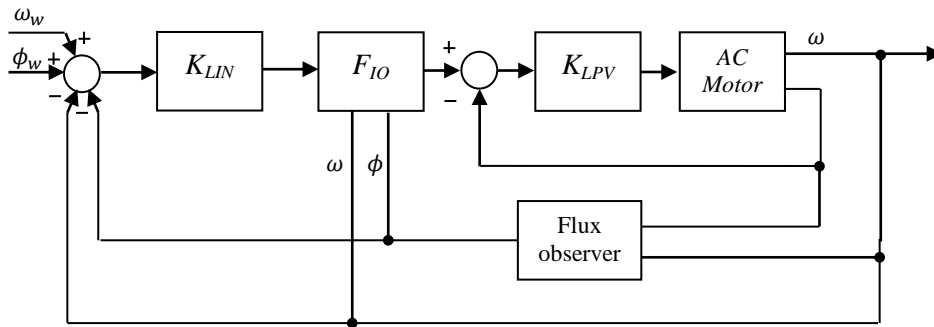 ω_w
+
ϕ_w
+
−
−
K_LIN
F_IO
+
−
K_LPV
AC
Motor
ω
ω
ϕ
Flux
observer